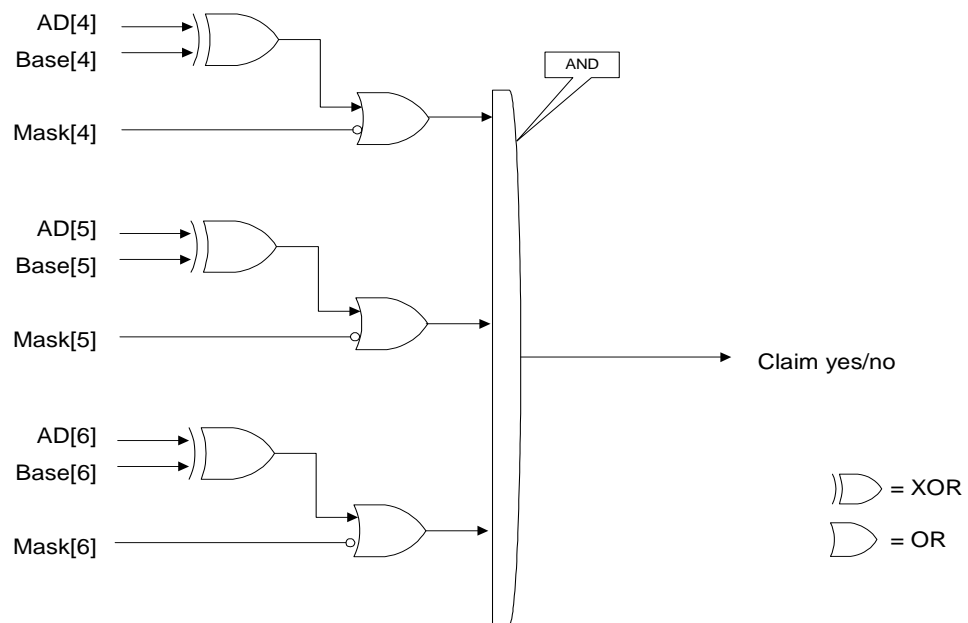 AD[4]
Base[4]
AND
Mask[4]
AD[5]
Base[5]
Mask[5]
Claim yes/no
AD[6]
Base[6]
= XOR
Mask[6]
= OR